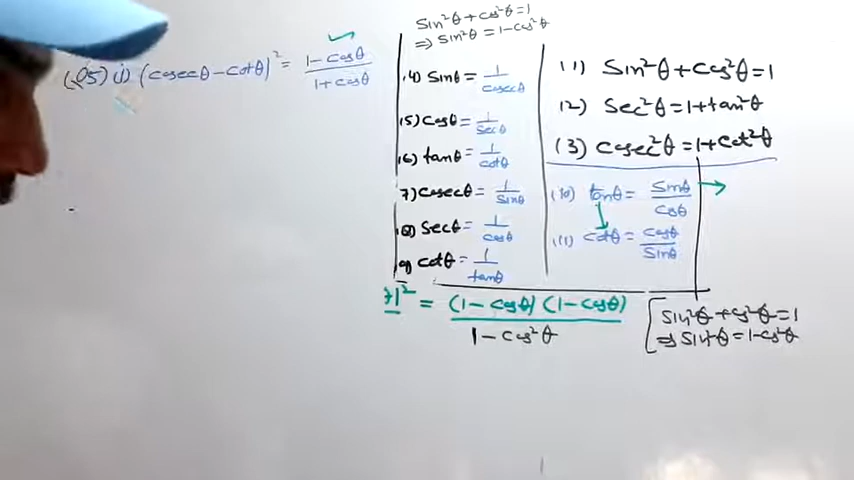 (Q5) (i) (cosecθ - cotθ)² = 1 - cosθ / 1 + cosθ
Sin²θ + cos²θ = 1
⇒ Sin²θ = 1 - cos²θ
(4) Sinθ = 1 / cosecθ
(5) Cosθ = 1 / Secθ
(6) tanθ = 1 / cotθ
7) Cosecθ = 1 / Sinθ
(8) Secθ = 1 / cosθ
9) Cotθ = 1 / tanθ
(1) Sin²θ + Cos²θ = 1
(2) Sec²θ = 1 + tan²θ
(3) Cosec²θ = 1 + Cot²θ
(10) tanθ = Sinθ / cosθ
(11) Cotθ = Cosθ / Sinθ
= (1 - Cosθ) (1 - Cosθ) / 1 - Cos²θ
Sin²θ + cos²θ = 1
⇒ Sin²θ = 1 - cos²θ